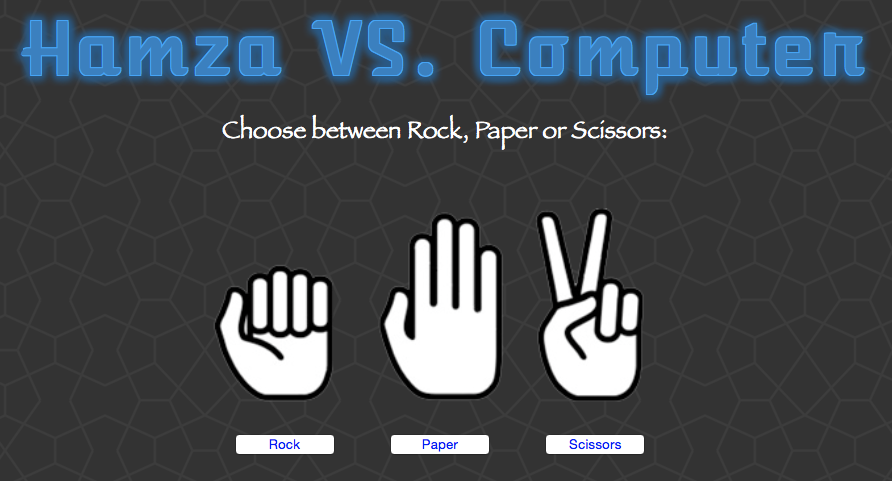 Hamza VS. Computer
Choose between Rock, Paper or Scissors:
Rock
Paper
Scissors